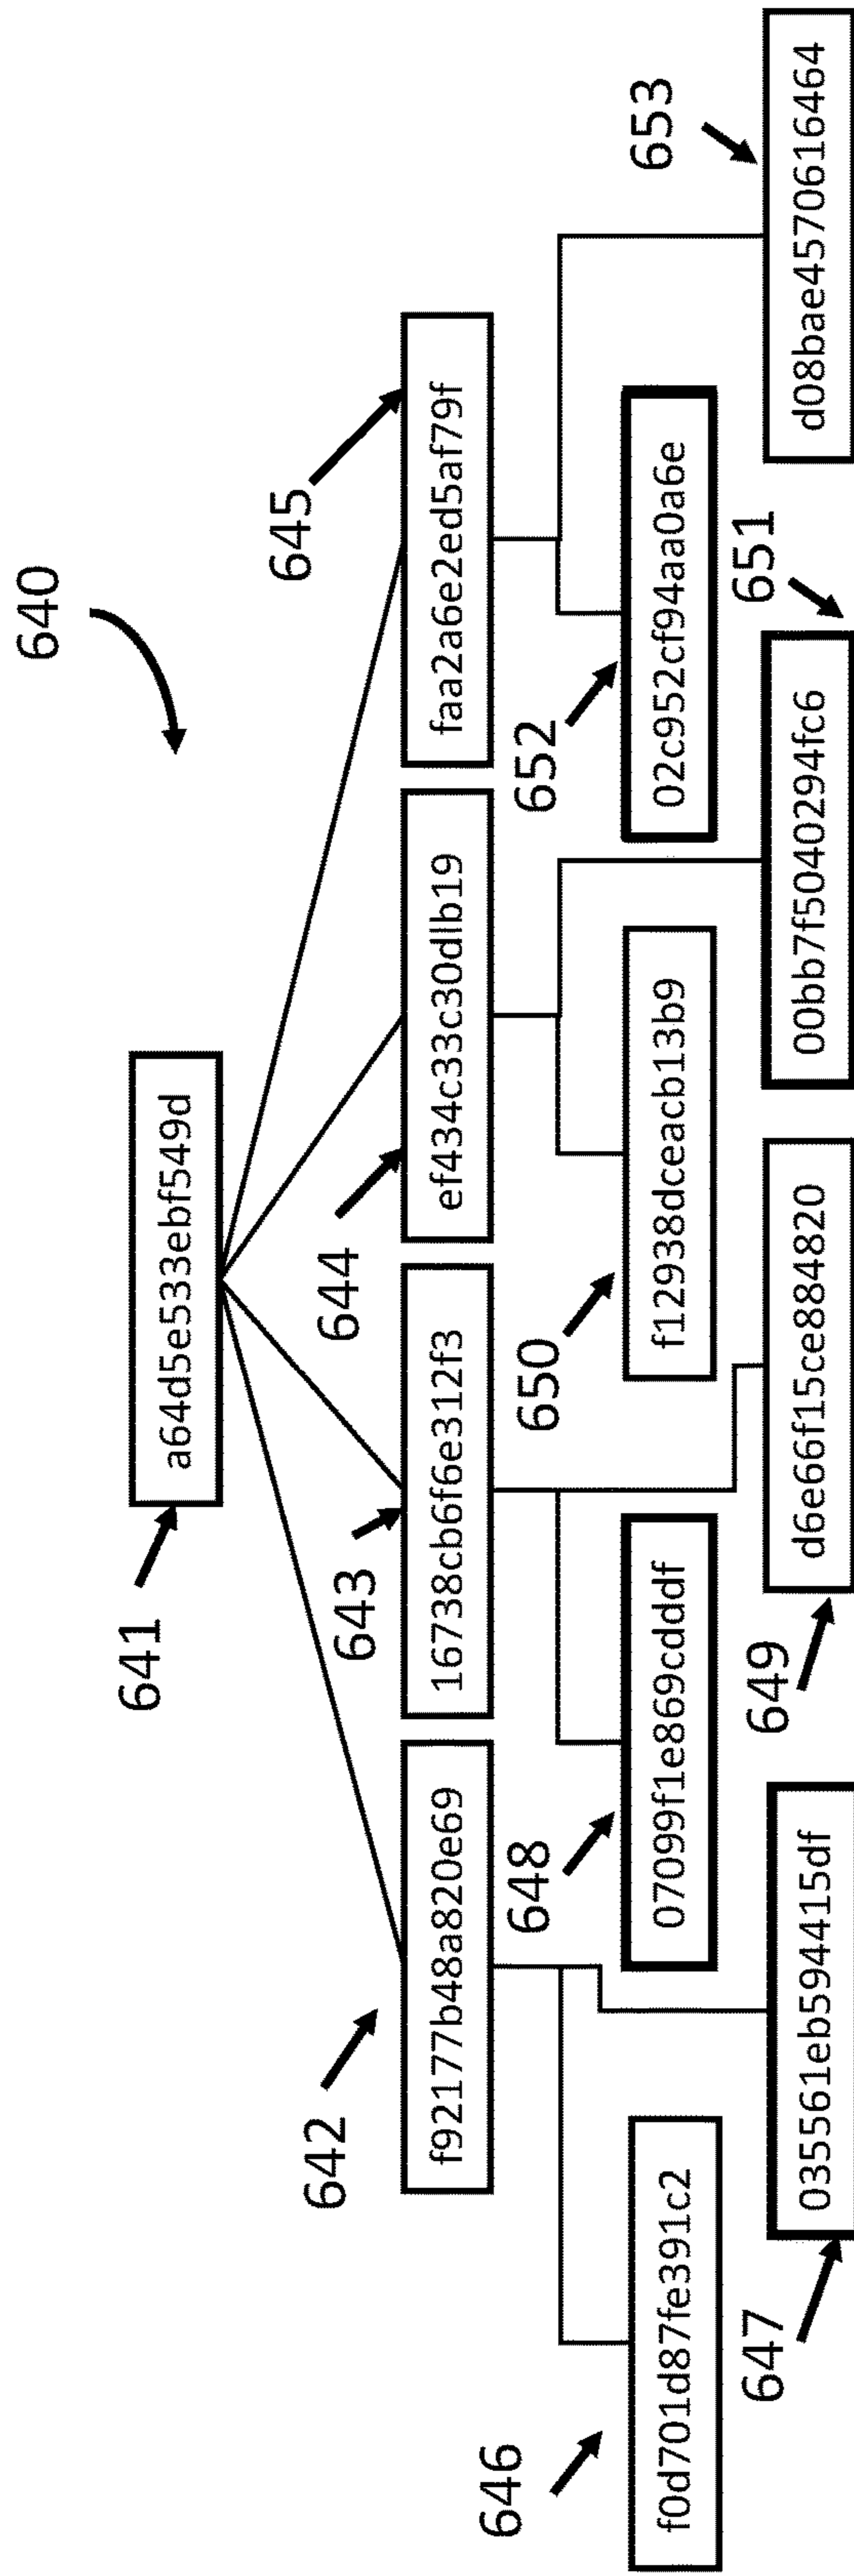 640
641
a64d5e533ebf549d
642
643
644
645
f92177b48a820e69
16738cb6f6e312f3
ef434c33c30dlb19
faa2a6e2ed5af79f
646
648
650
652
653
f0d701d87fe391c2
07099f1e869cdddf
f12938dceacb13b9
02c952cf94aa0a6e
647
649
651
035561eb594415df
d6e66f15ce884820
00bb7f5040294fc6
d08bae4570616464